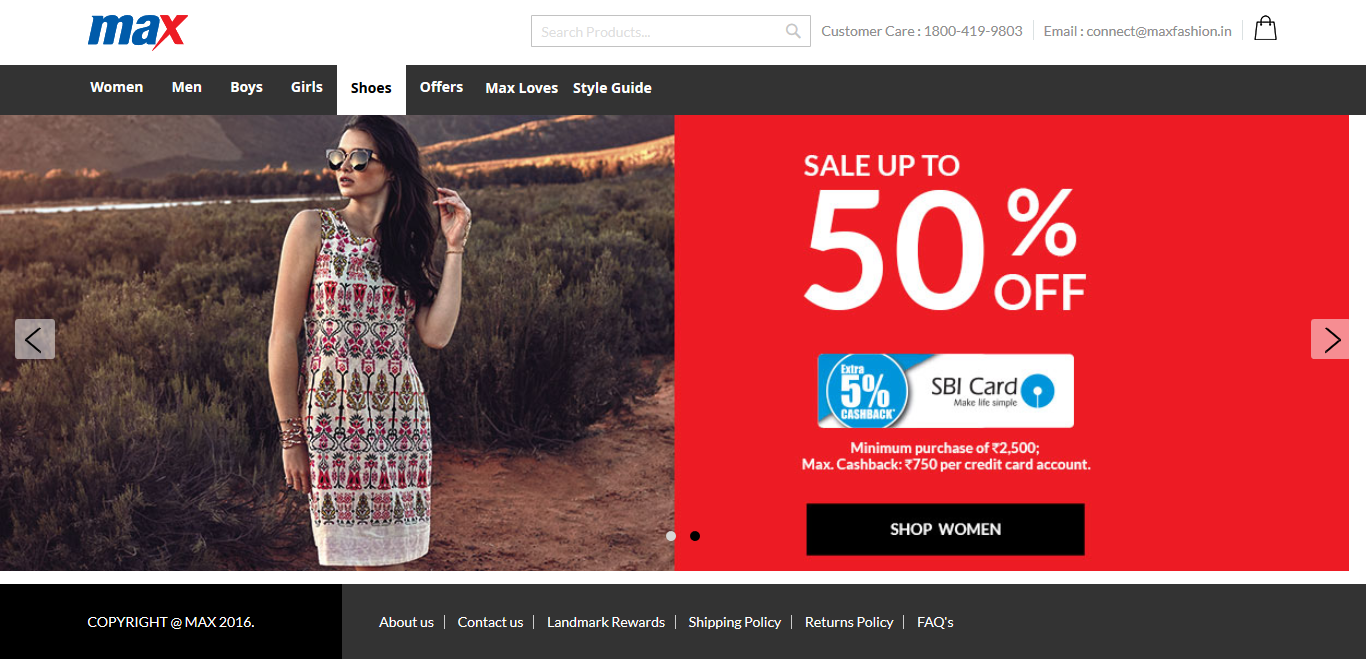 max
Search Products...
Customer Care : 1800-419-9803
Email : connect@maxfashion.in
Women Men Boys Girls Shoes Offers Max Loves Style Guide
SALE UP TO
50%
OFF
Extra
5%
CASHBACK*
SBI Card
Make life simple
Minimum purchase of ₹2,500;
Max. Cashback: ₹750 per credit card account.
SHOP WOMEN
COPYRIGHT @ MAX 2016.
About us | Contact us | Landmark Rewards | Shipping Policy | Returns Policy | FAQ's